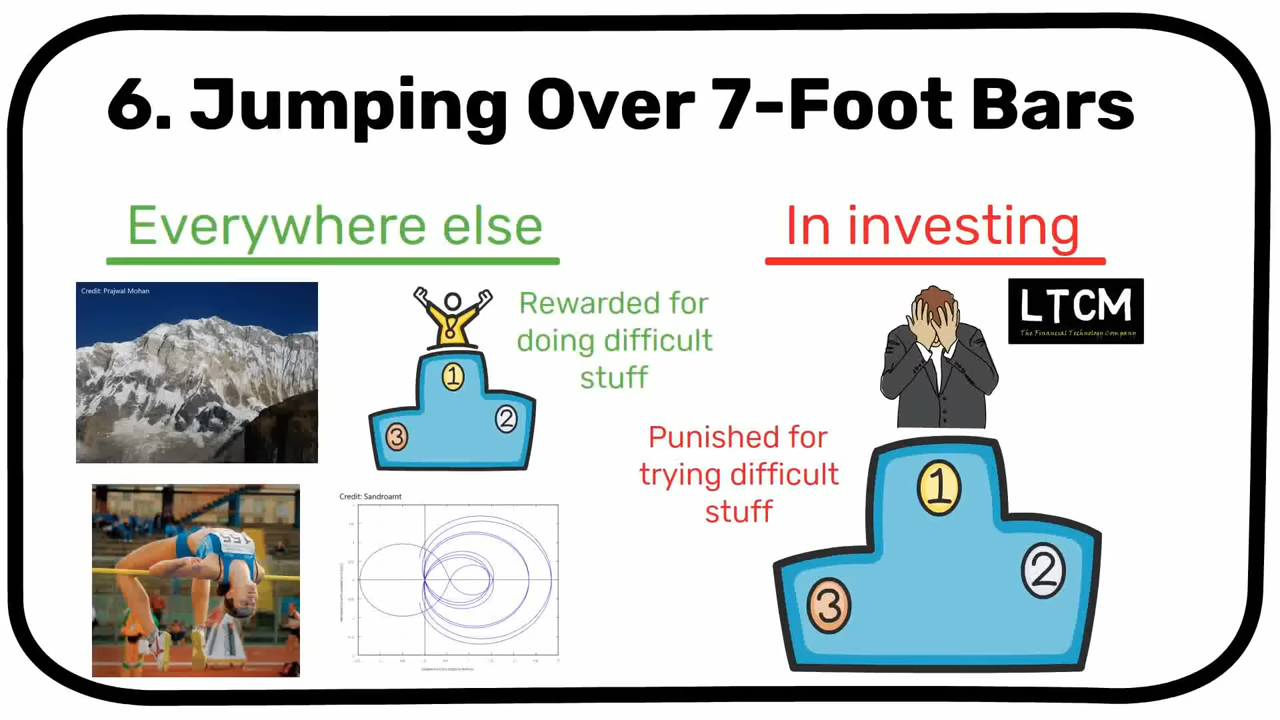 6. Jumping Over 7-Foot Bars
Everywhere else
In investing
Credit: Prajwal Mohan
Rewarded for
doing difficult
stuff
1
2
3
LTCM
The Financial Technology Company
Punished for
trying difficult
stuff
1
2
3
Credit: Sandroamt